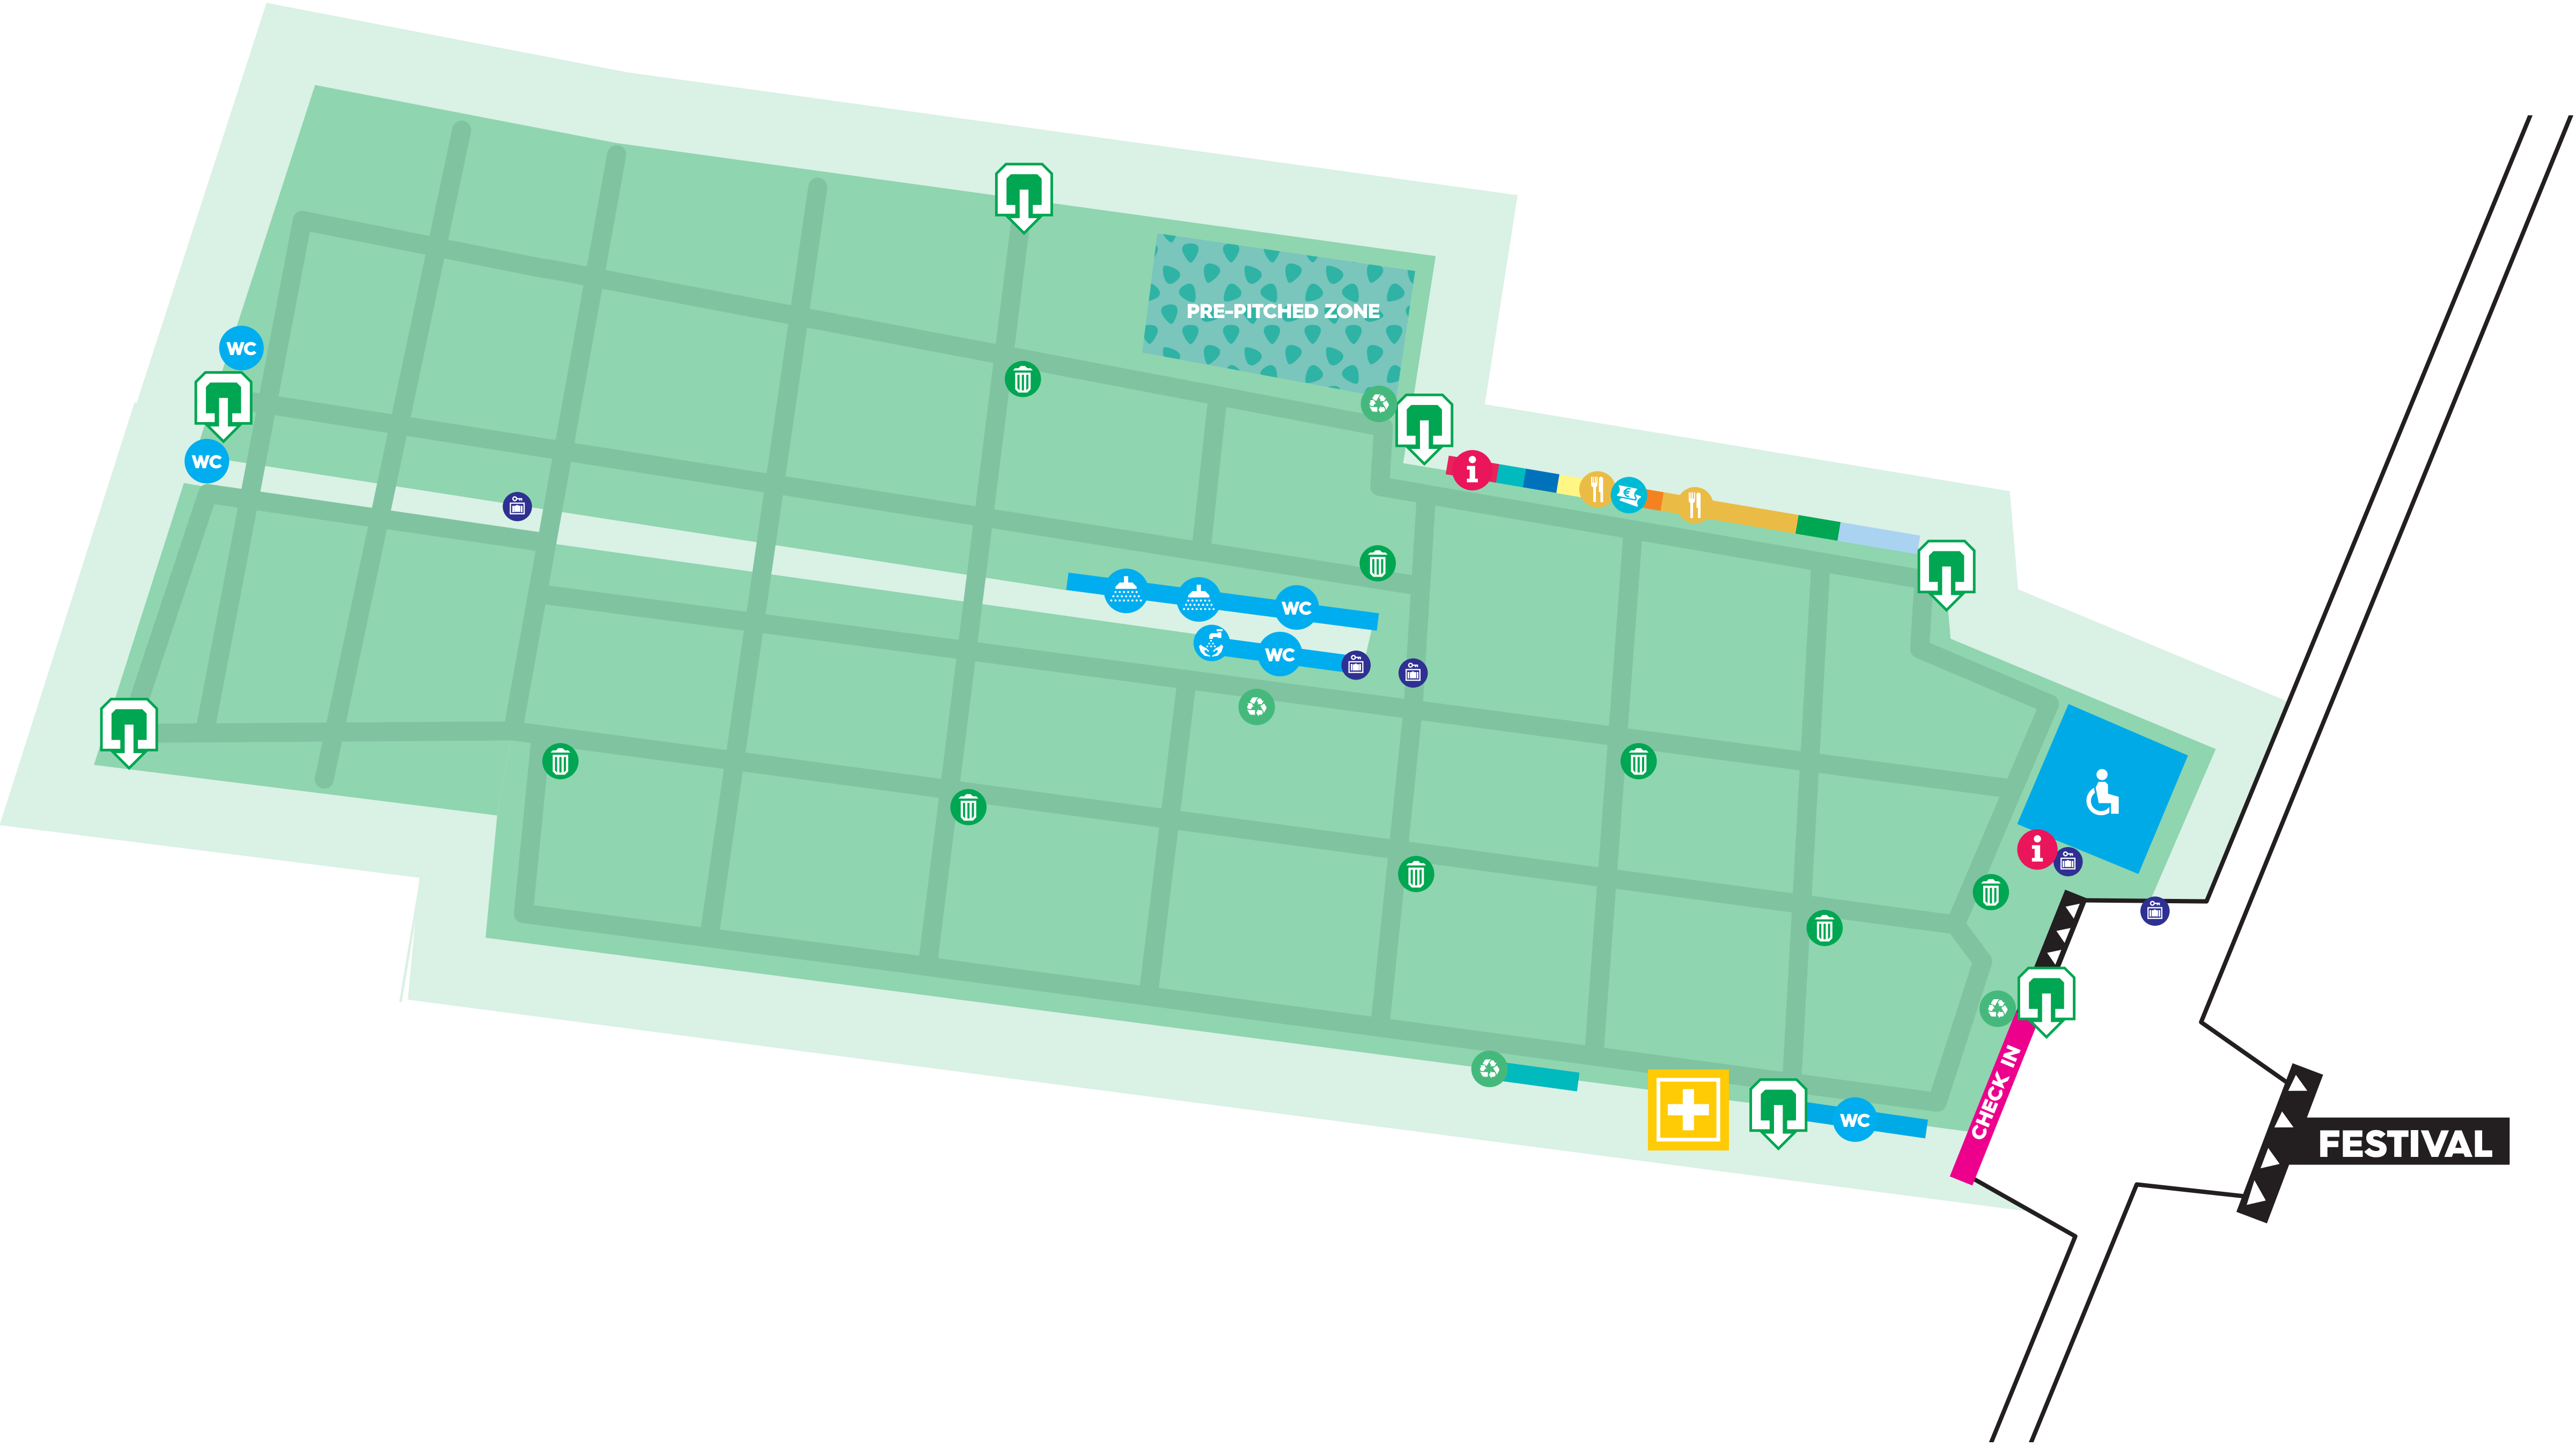 PRE-PITCHED ZONE
WC
WC
WC
WC
i
€
i
CHECK IN
WC
FESTIVAL